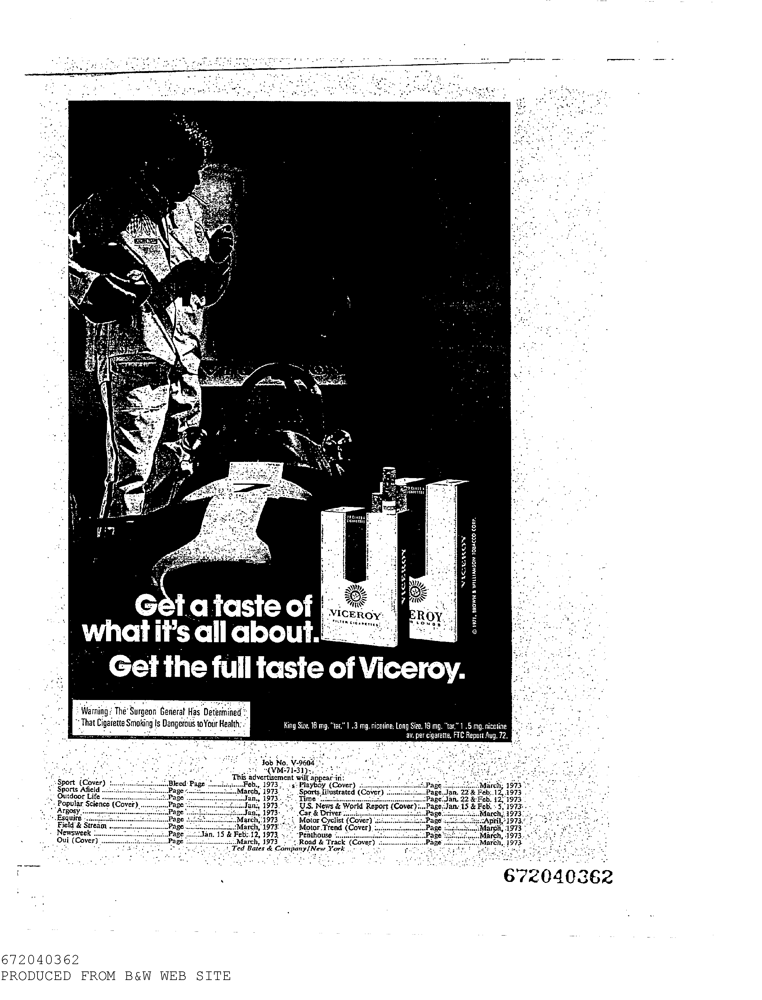 VICEROY
FILTER CIGARETTES
VICEROY
EROY
VICEROY
© 1973, BROWN & WILLIAMSON TOBACCO CORP.
Get a taste of
what it's all about.
Get the full taste of Viceroy.
Warning: The Surgeon General Has Determined
That Cigarette Smoking Is Dangerous to Your Health.
King Size, 16 mg. "tar," 1.3 mg. nicotine; Long Size, 18 mg. "tar," 1.5 mg. nicotine
av. per cigarette, FTC Report Aug. 72.
Job No. V-9604
(VM-71-31)
This advertisement will appear in:
Sport (Cover) Bleed Page Feb., 1973
Sports Afield Page March, 1973
Outdoor Life Page Jan., 1973
Popular Science (Cover) Page Jan., 1973
Argosy Page Jan., 1973
Esquire Page March, 1973
Field & Stream Page March, 1973
Newsweek Page Jan. 15 & Feb. 12, 1973
Oui (Cover) Page March, 1973
Playboy (Cover) Page March, 1973
Sports Illustrated (Cover) Page Jan. 22 & Feb. 12, 1973
Time Page Jan. 22 & Feb. 12, 1973
U.S. News & World Report (Cover) Page Jan. 15 & Feb. 5, 1973
Car & Driver Page March, 1973
Motor Cyclist (Cover) Page April, 1973
Motor Trend (Cover) Page March, 1973
Penthouse Page March, 1973
Road & Track (Cover) Page March, 1973
Ted Bates & Company/New York
672040362
672040362
PRODUCED FROM B&W WEB SITE